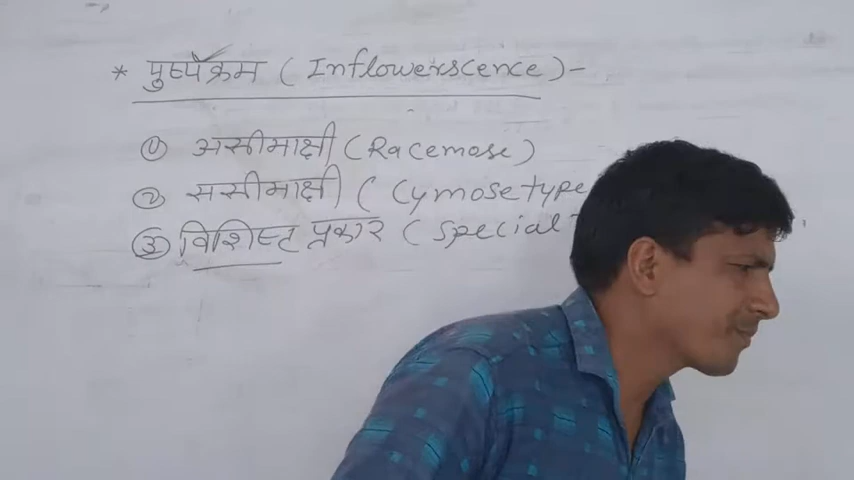 * पुष्पक्रम ( Inflowerscence ) -
① असीमाक्षी ( Racemose )
② ससीमाक्षी ( Cymose type
③ विशिष्ट प्रकार ( special